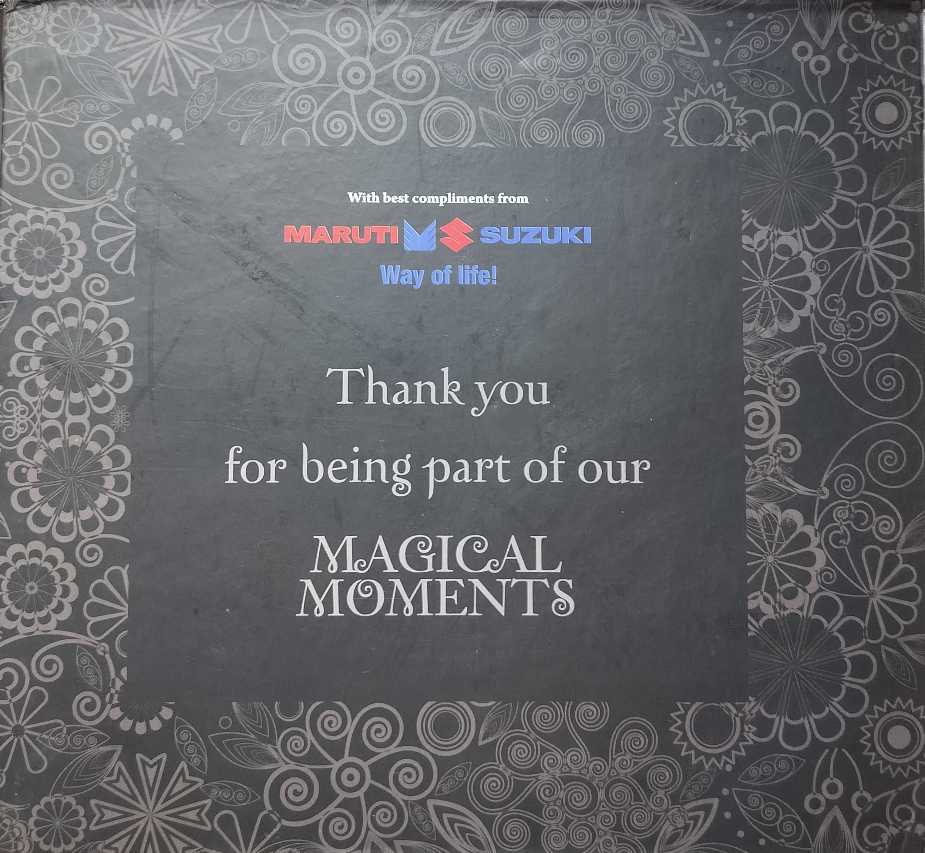 With best compliments from
MARUTI SUZUKI
Way of life!
Thank you
for being part of our
MAGICAL
MOMENTS